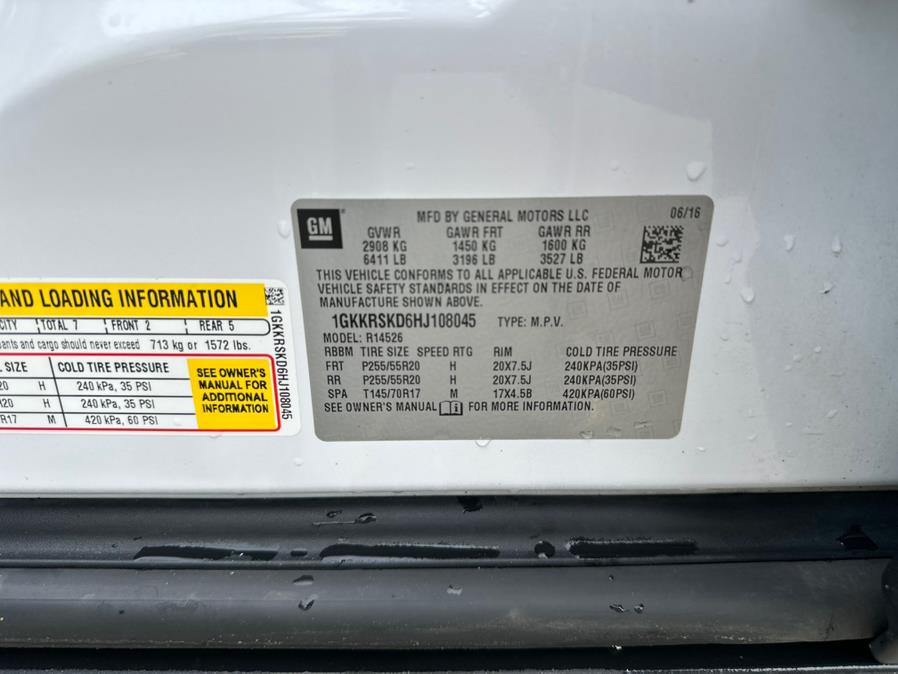 GM
MFD BY GENERAL MOTORS LLC
06/16
GVWR GAWR FRT GAWR RR
2908 KG 1450 KG 1600 KG
6411 LB 3196 LB 3527 LB
THIS VEHICLE CONFORMS TO ALL APPLICABLE U.S. FEDERAL MOTOR
VEHICLE SAFETY STANDARDS IN EFFECT ON THE DATE OF
MANUFACTURE SHOWN ABOVE.
1GKKRSKD6HJ108045 TYPE: M.P.V.
MODEL: R14526
RBBM TIRE SIZE SPEED RTG RIM COLD TIRE PRESSURE
FRT P255/55R20 H 20X7.5J 240KPA(35PSI)
RR P255/55R20 H 20X7.5J 240KPA(35PSI)
SPA T145/70R17 M 17X4.5B 420KPA(60PSI)
SEE OWNER'S MANUAL i FOR MORE INFORMATION.
AND LOADING INFORMATION
CITY TOTAL 7 FRONT 2 REAR 5
ants and cargo should never exceed 713 kg or 1572 lbs.
L SIZE COLD TIRE PRESSURE
20 H 240 kPa, 35 PSI
R20 H 240 kPa, 35 PSI
R17 M 420 kPa, 60 PSI
SEE OWNER'S
MANUAL FOR
ADDITIONAL
INFORMATION
1GKKRSKD6HJ108045